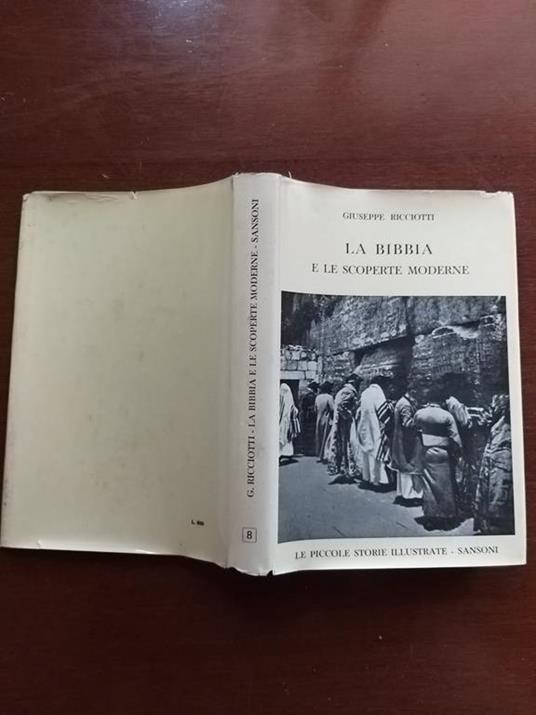 GIUSEPPE RICCIOTTI
LA BIBBIA
E LE SCOPERTE MODERNE
LE PICCOLE STORIE ILLUSTRATE - SANSONI
G. RICCIOTTI - LA BIBBIA E LE SCOPERTE MODERNE - SANSONI
8
L.